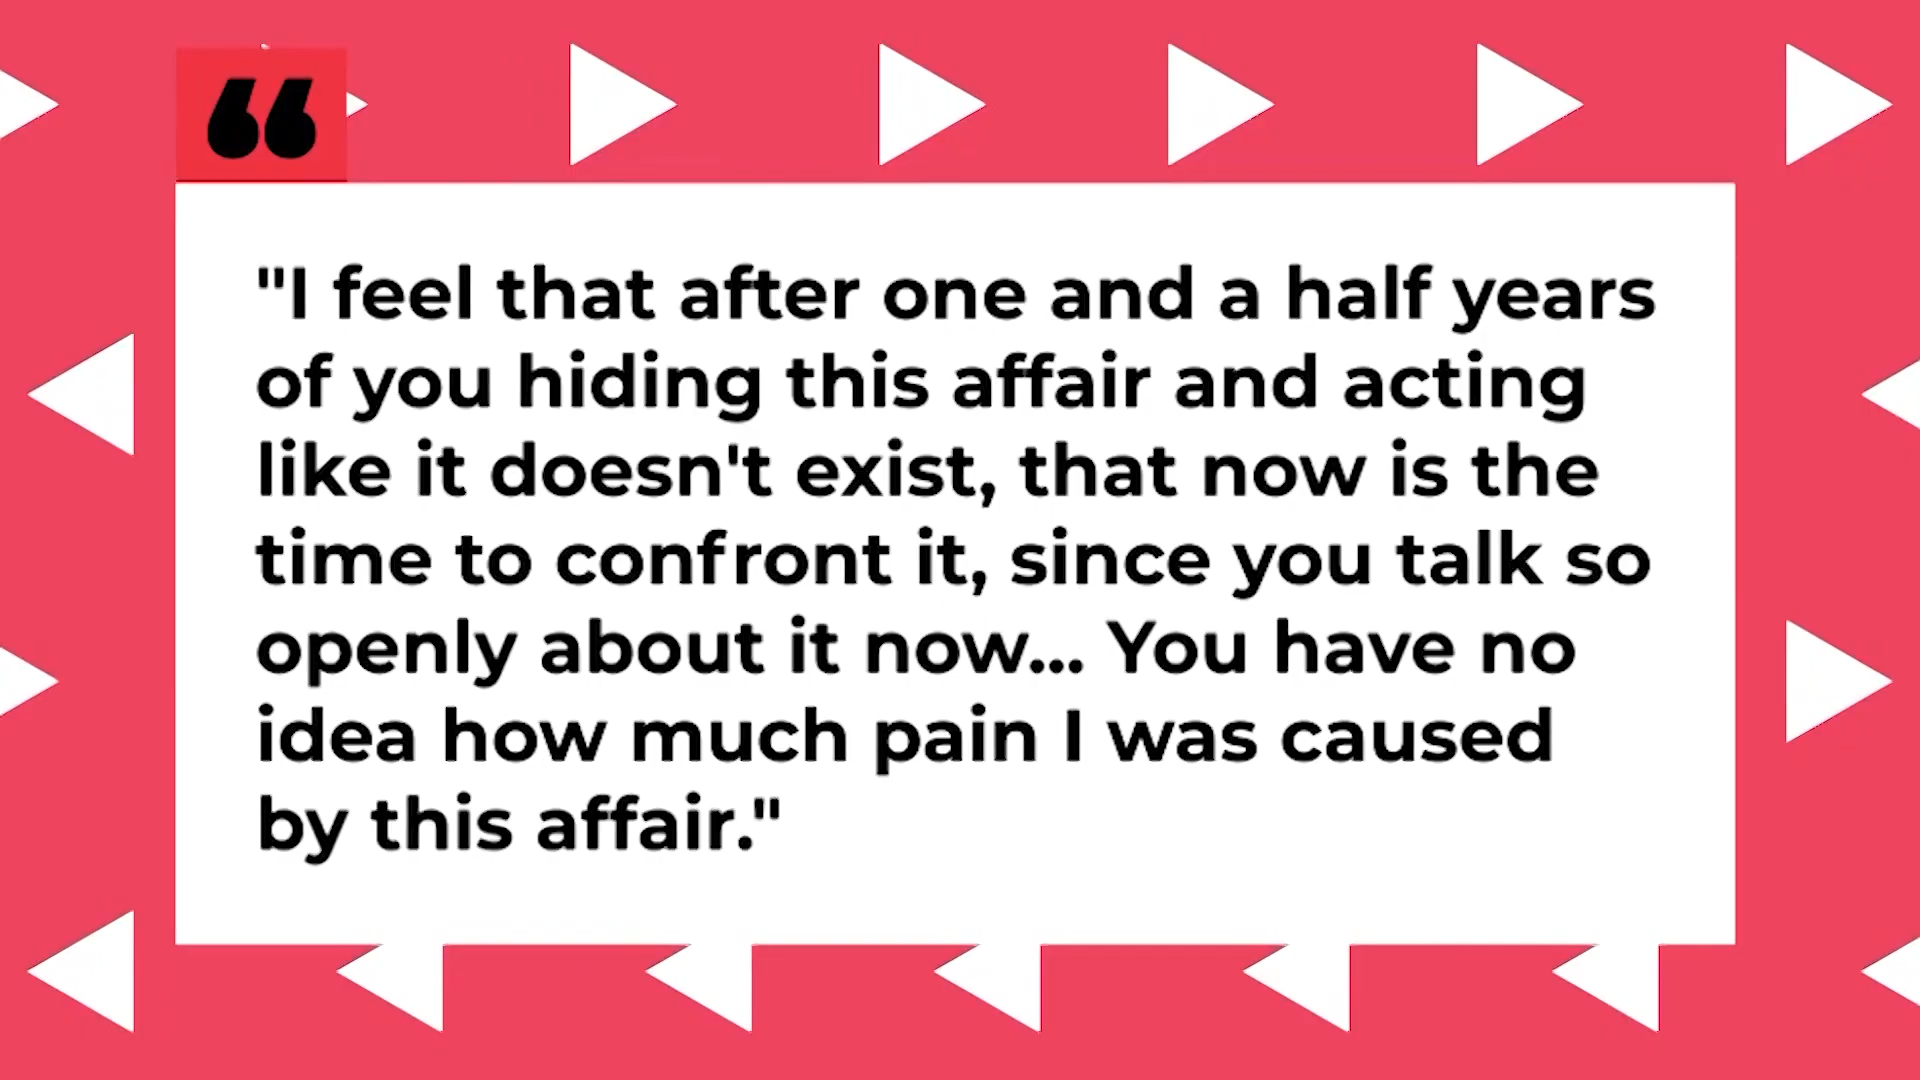 “
"I feel that after one and a half years
of you hiding this affair and acting
like it doesn't exist, that now is the
time to confront it, since you talk so
openly about it now... You have no
idea how much pain I was caused
by this affair."